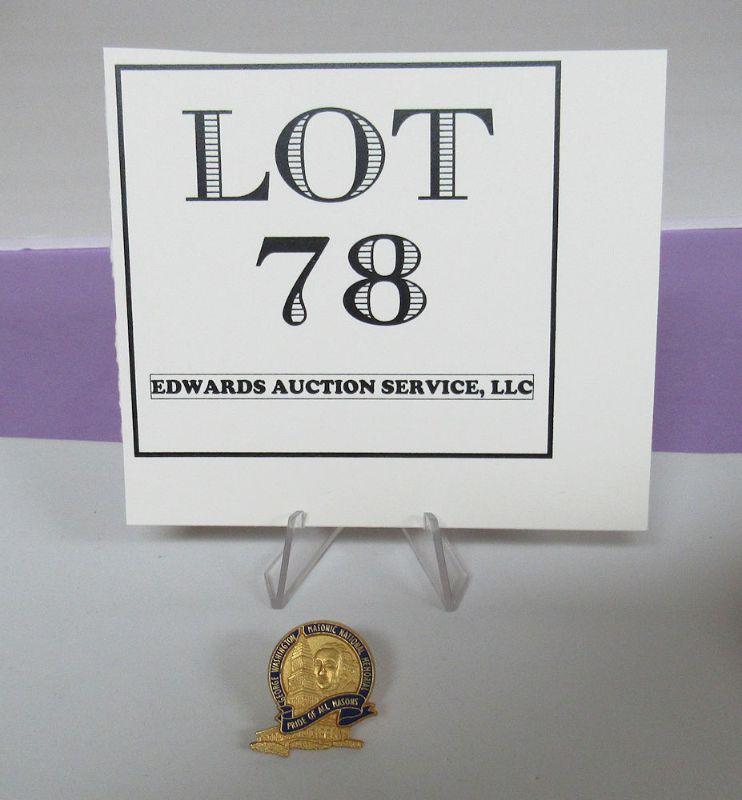 LOT
78
EDWARDS AUCTION SERVICE, LLC
GEORGE WASHINGTON MASONIC NATIONAL MEMORIAL
PRIDE OF ALL MASONS